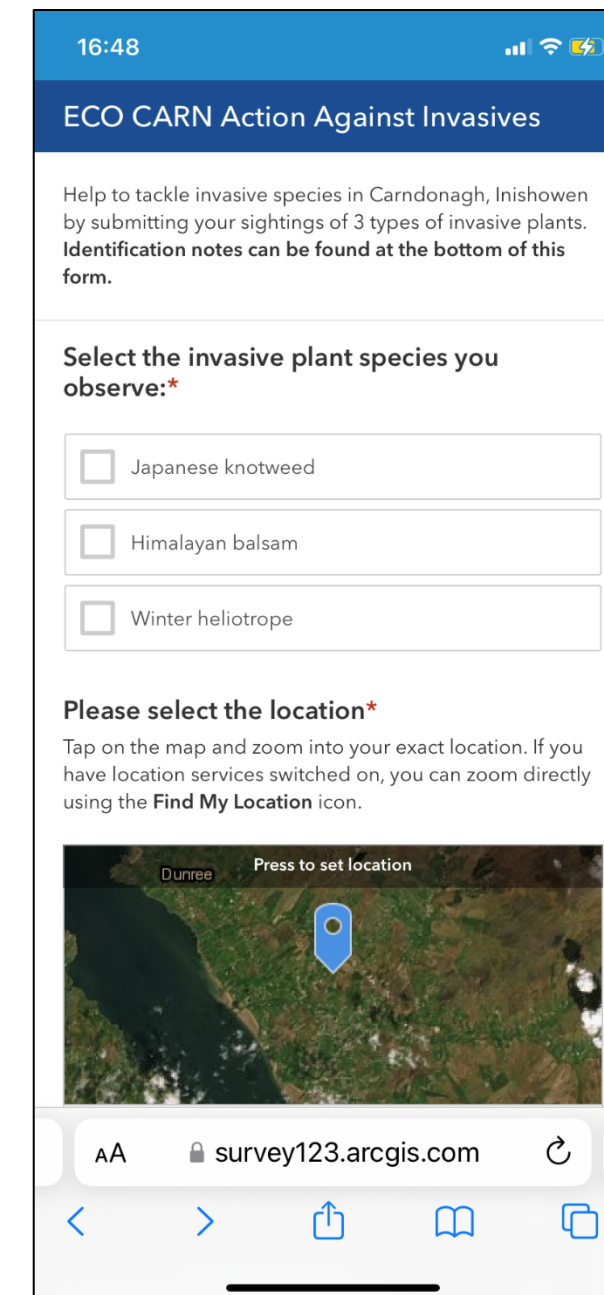 16:48
ECO CARN Action Against Invasives
Help to tackle invasive species in Carndonagh, Inishowen
by submitting your sightings of 3 types of invasive plants.
Identification notes can be found at the bottom of this
form.
Select the invasive plant species you
observe:*
Japanese knotweed
Himalayan balsam
Winter heliotrope
Please select the location*
Tap on the map and zoom into your exact location. If you
have location services switched on, you can zoom directly
using the Find My Location icon.
Press to set location
Dunree
AA survey123.arcgis.com